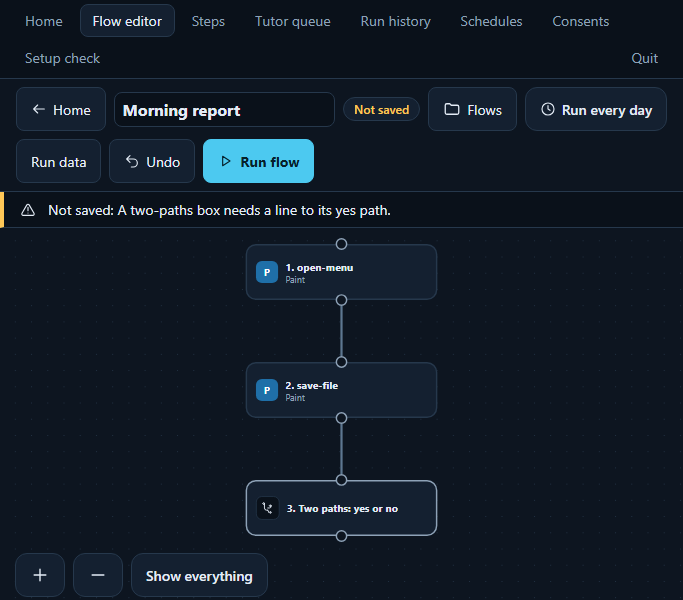 Home Flow editor Steps Tutor queue Run history Schedules Consents
Setup check Quit
Home Morning report Not saved Flows Run every day
Run data Undo Run flow
Not saved: A two-paths box needs a line to its yes path.
P 1. open-menu
Paint
P 2. save-file
Paint
3. Two paths: yes or no
Show everything